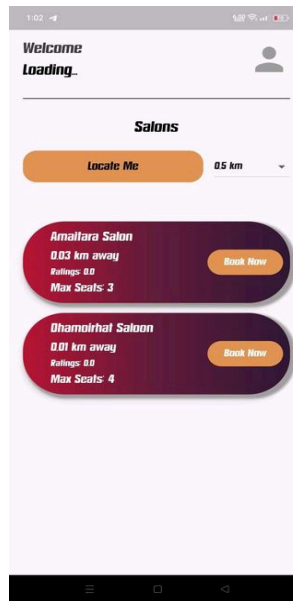 1:02
Welcome
Loading..
Salons
Locate Me
0.5 km
Amaitara Salon
0.03 km away
Ratings: 0.0
Max Seats: 3
Book Now
Dhamoirhat Saloon
0.01 km away
Ratings: 0.0
Max Seats: 4
Book Now